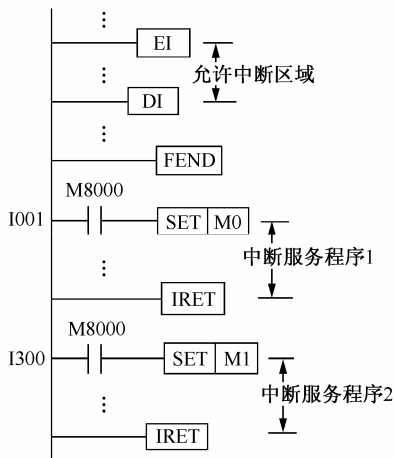 EI
允许中断区域
DI
FEND
M8000
I001
SET M0
中断服务程序1
IRET
M8000
I300
SET M1
中断服务程序2
IRET